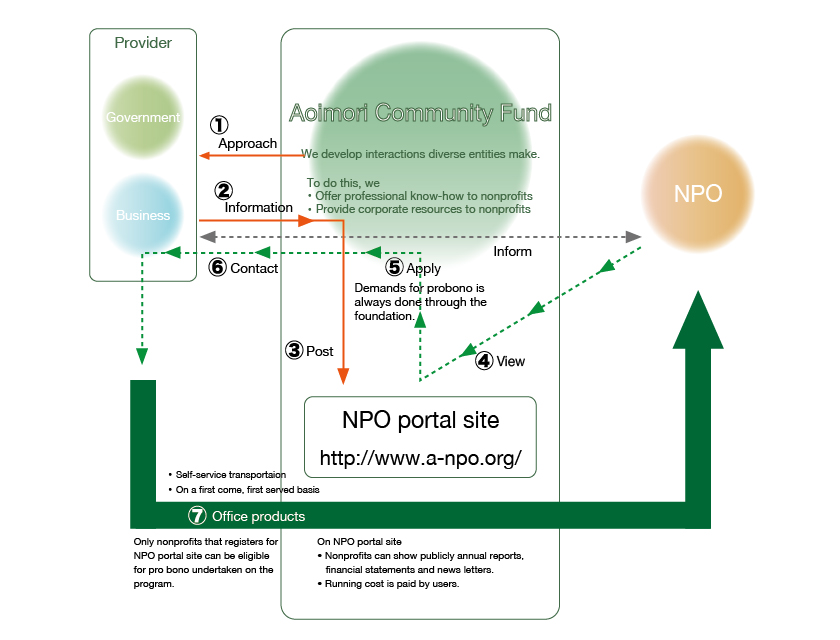 Provider
Government
Business
Aoimori Community Fund
We develop interactions diverse entities make.
To do this, we
・Offer professional know-how to nonprofits
・Provide corporate resources to nonprofits
NPO
① Approach
② Information
Inform
⑥ Contact
⑤ Apply
Demands for probono is
always done through the
foundation.
③ Post
④ View
NPO portal site
http://www.a-npo.org/
• Self-service transportaion
• On a first come, first served basis
⑦ Office products
Only nonprofits that registers for
NPO portal site can be eligible
for pro bono undertaken on the
program.
On NPO portal site
• Nonprofits can show publicly annual reports,
financial statements and news letters.
• Running cost is paid by users.